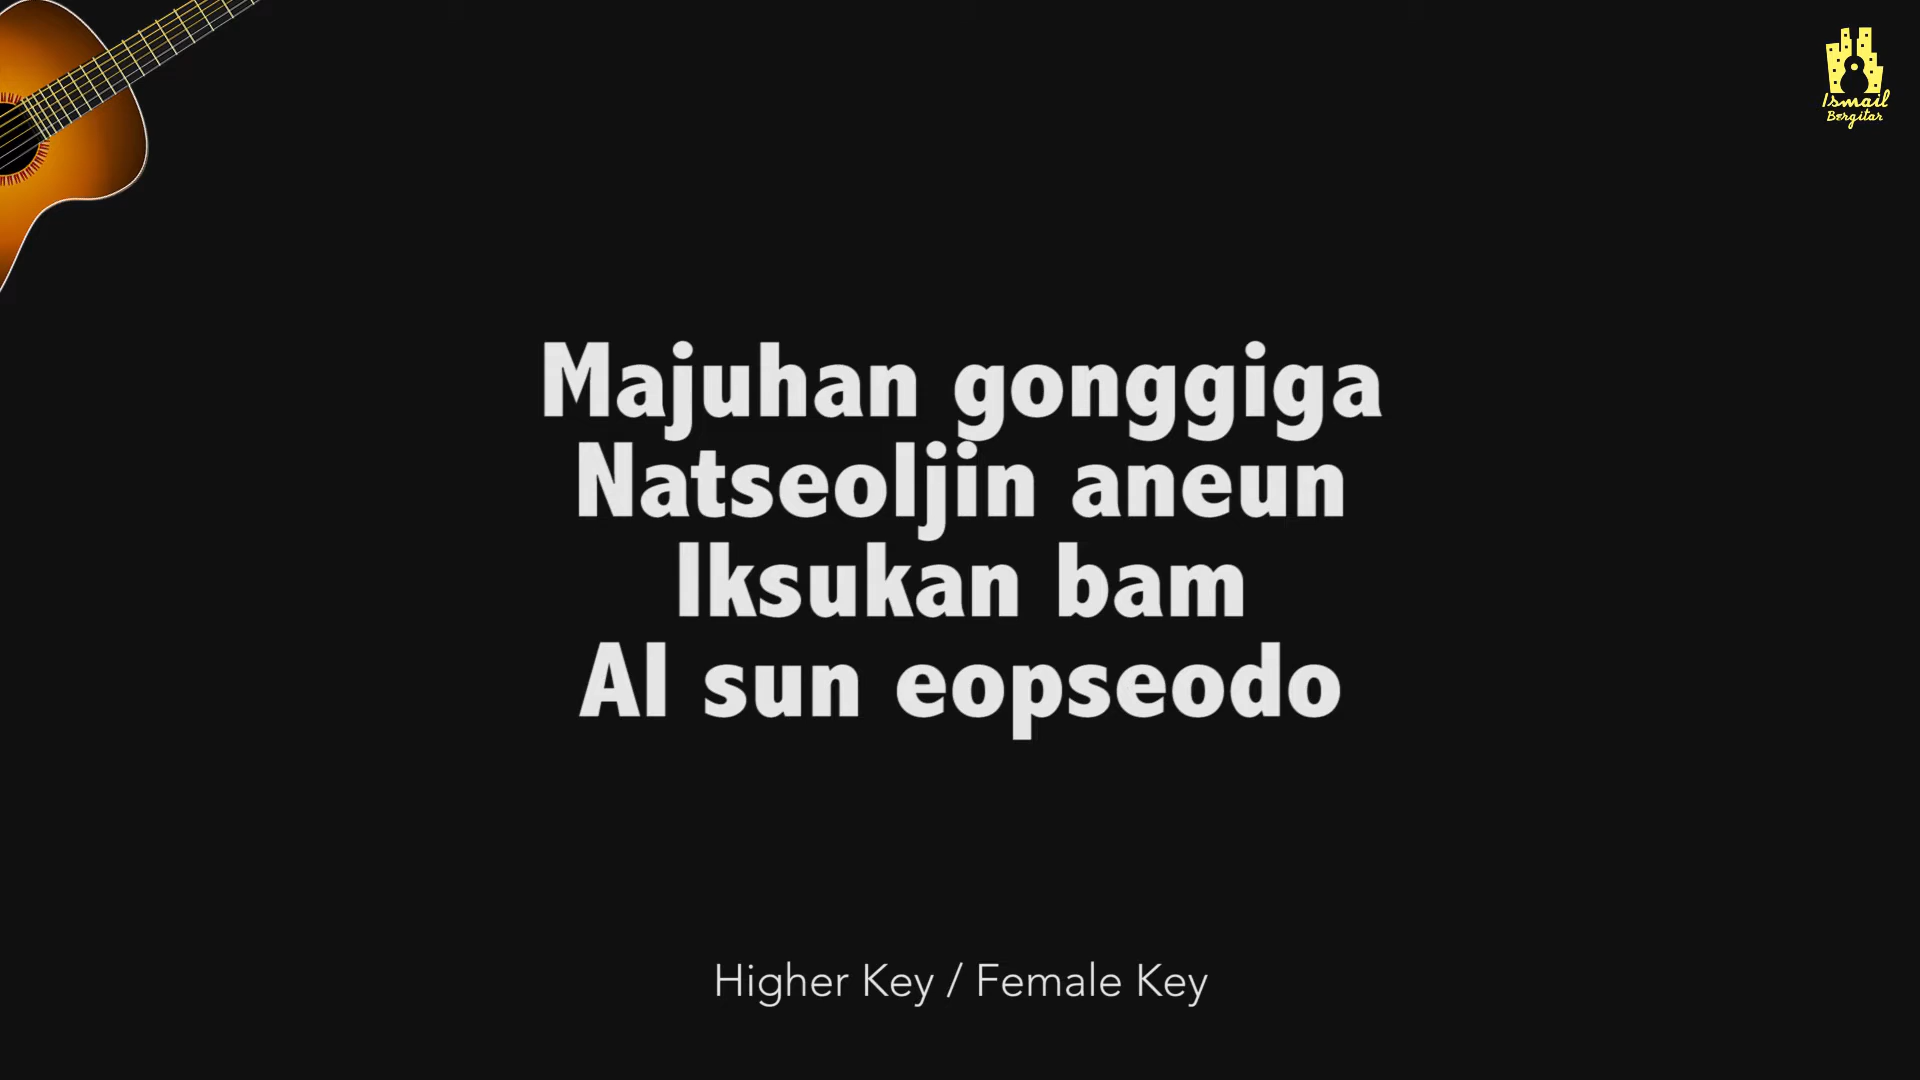 Ismail
Bergitar
Majuhan gonggiga
Natseoljin aneun
Iksukan bam
Al sun eopseodo
Higher Key / Female Key